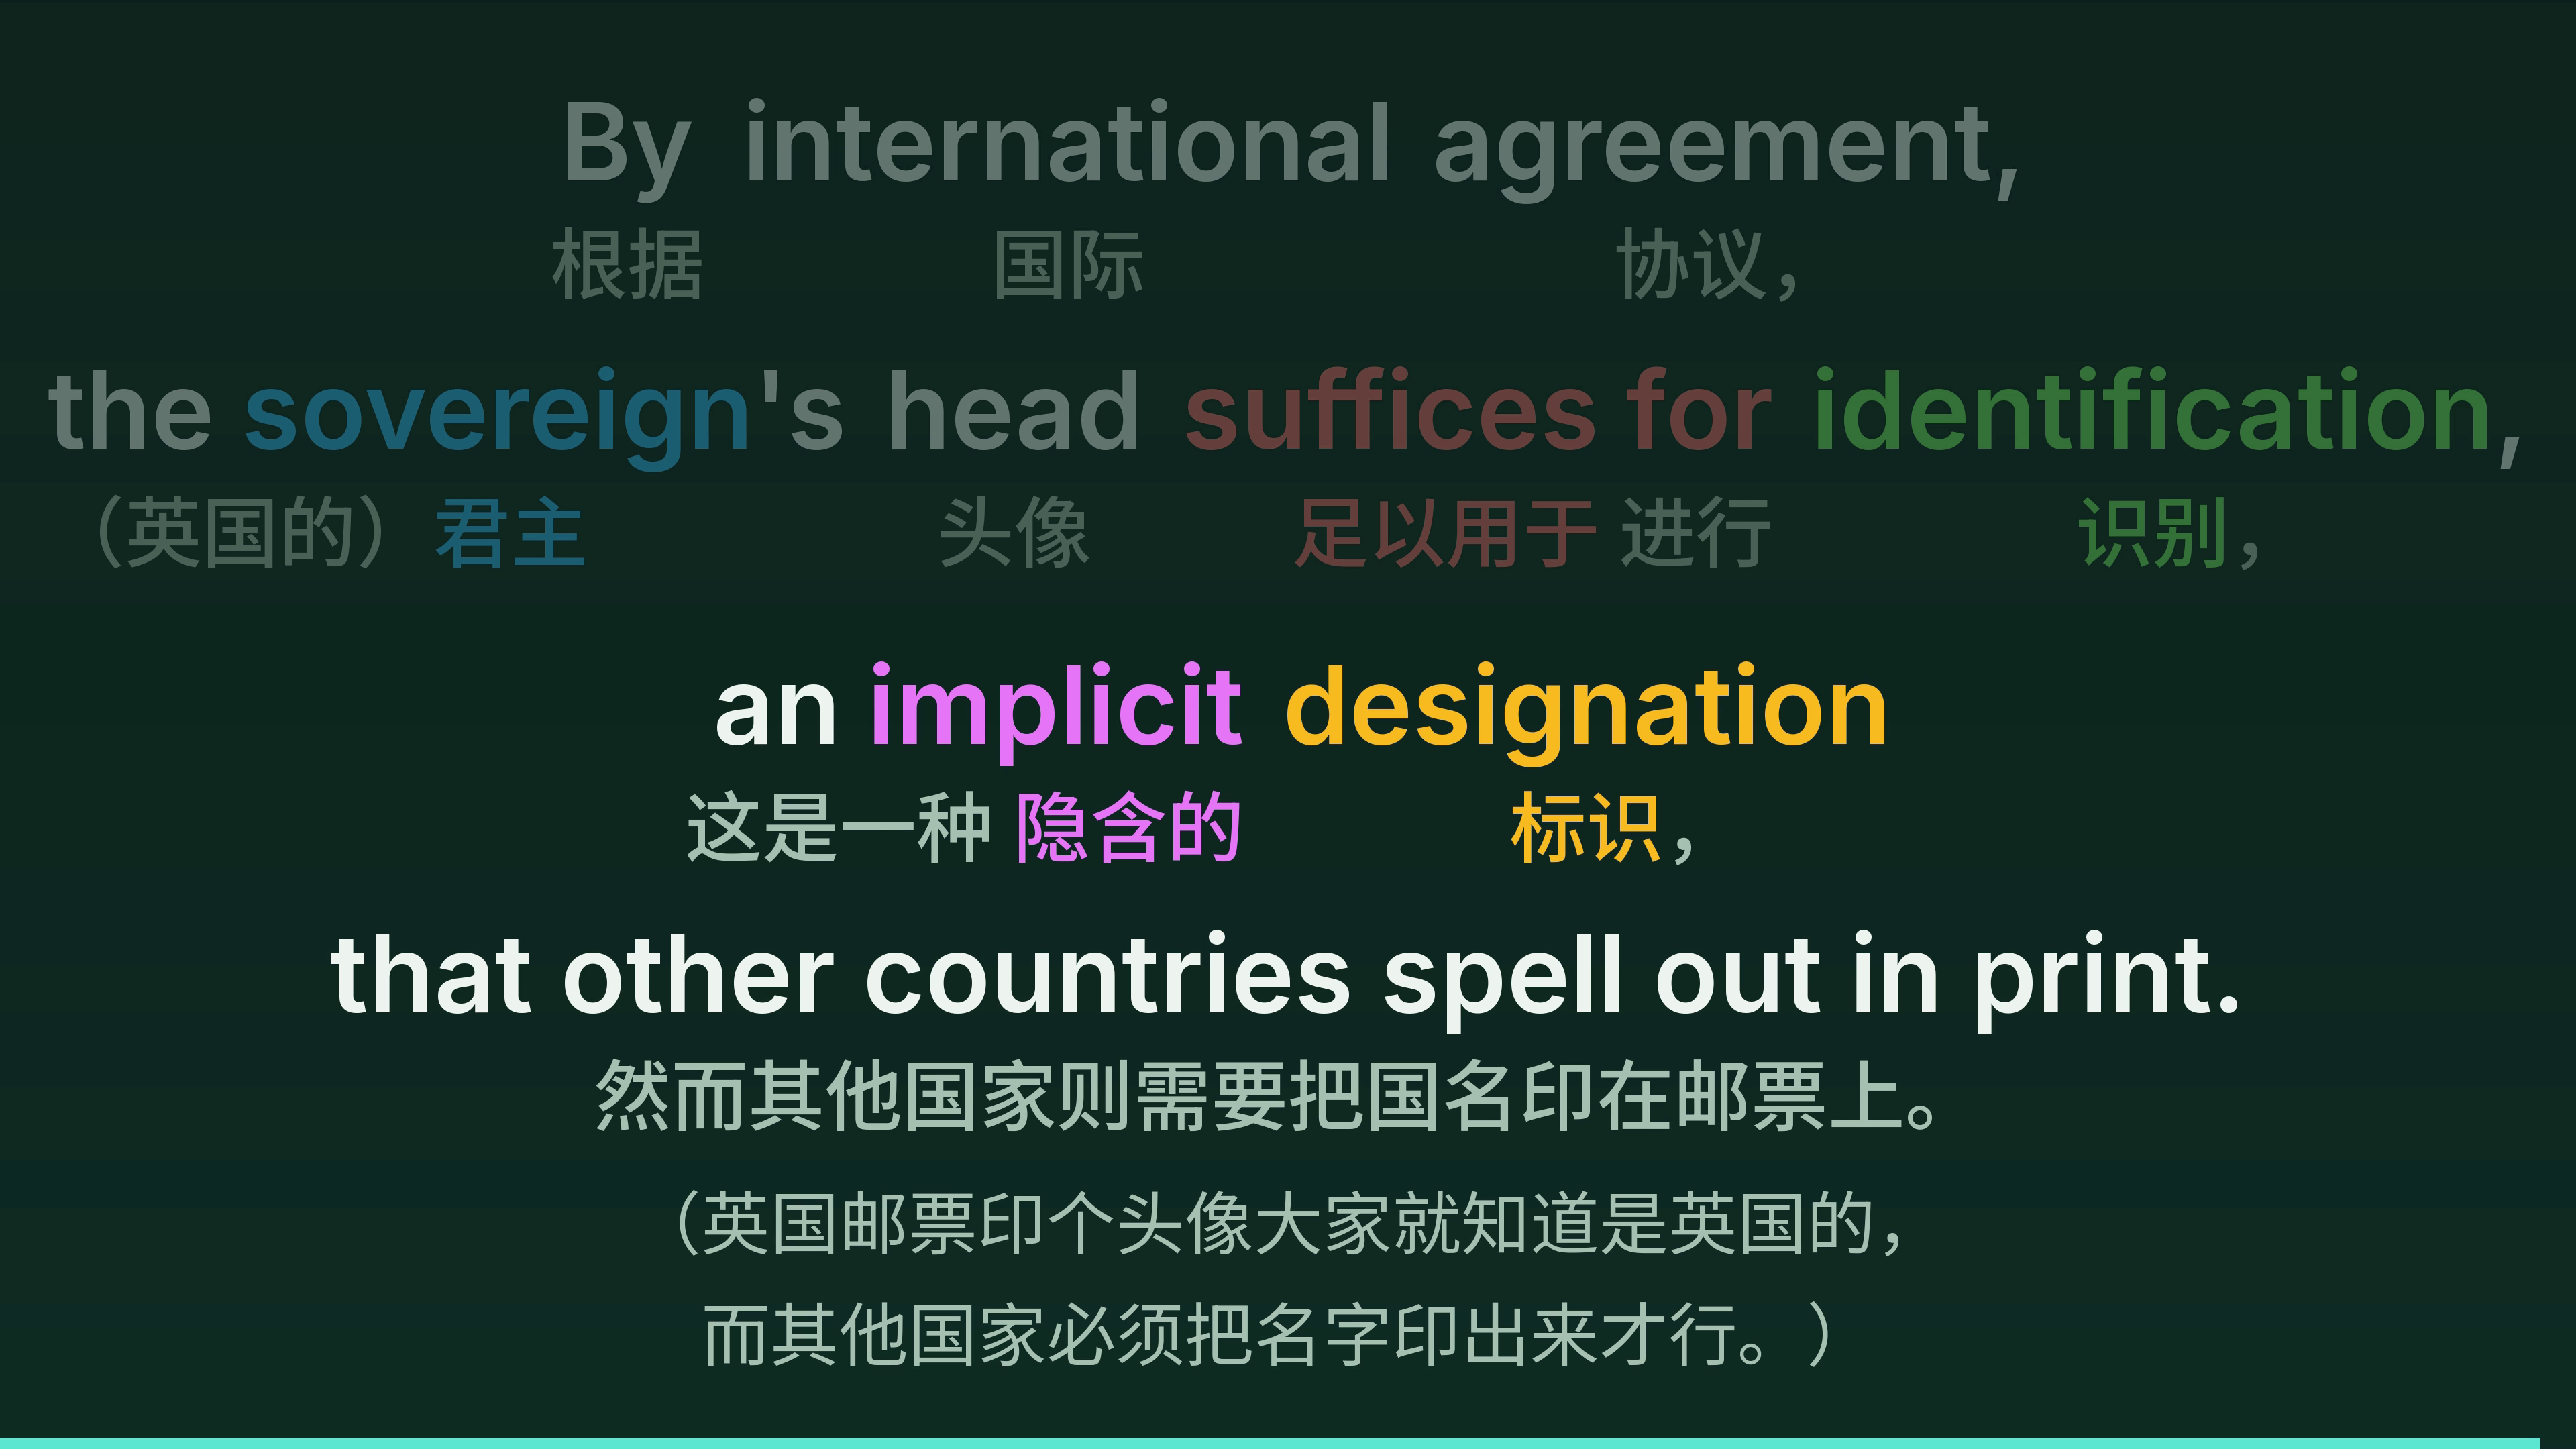 By international agreement,
根据 国际 协议，
the sovereign's head suffices for identification,
（英国的）君主 头像 足以用于 进行 识别，
an implicit designation
这是一种 隐含的 标识，
that other countries spell out in print.
然而其他国家则需要把国名印在邮票上。
（英国邮票印个头像大家就知道是英国的，
而其他国家必须把名字印出来才行。）